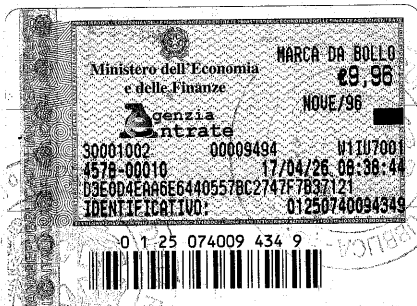 Ministero dell'Economia
e delle Finanze
MARCA DA BOLLO
€9,96
NOVE/96
Agenzia
Entrate
30001002 00009494 W1IV7001
4578-00010 17/04/26 08:38:44
D3E0D4EAA6E6440557BC2747F7B37121
IDENTIFICATIVO: 01250740094349
0 1 25 074009 434 9